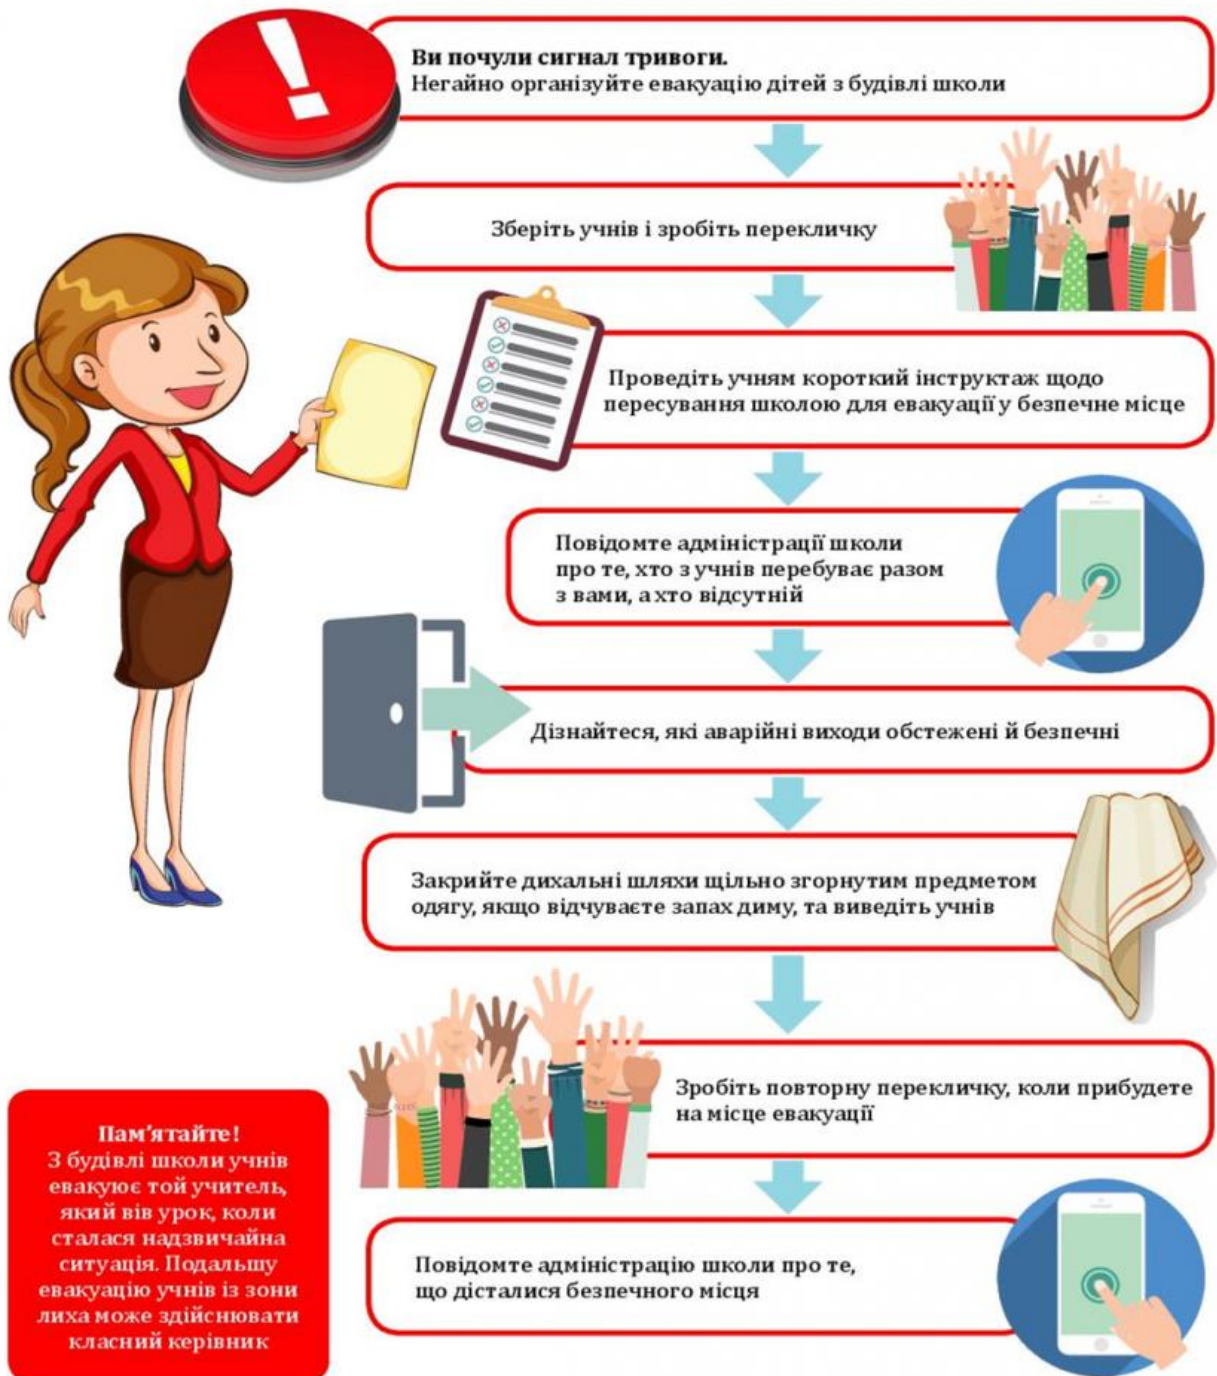 Ви почули сигнал тривоги.
Негайно організуйте евакуацію дітей з будівлі школи
Зберіть учнів і зробіть перекличку
Проведіть учням короткий інструктаж щодо
пересування школою для евакуації у безпечне місце
Повідомте адміністрації школи
про те, хто з учнів перебуває разом
з вами, а хто відсутній
Дізнайтеся, які аварійні виходи обстежені й безпечні
Закрийте дихальні шляхи щільно згорнутим предметом
одягу, якщо відчуваєте запах диму, та виведіть учнів
Зробіть повторну перекличку, коли прибудете
на місце евакуації
Повідомте адміністрацію школи про те,
що дісталися безпечного місця
Пам’ятайте!
З будівлі школи учнів
евакуює той учитель,
який вів урок, коли
сталася надзвичайна
ситуація. Подальшу
евакуацію учнів із зони
лиха може здійснювати
класний керівник